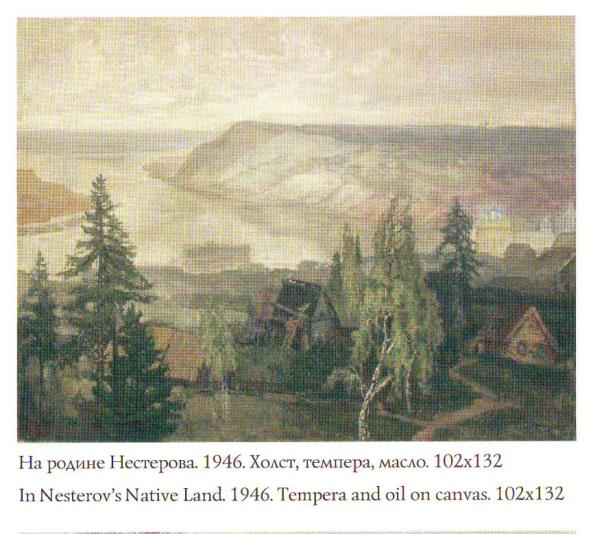 На родине Нестерова. 1946. Холст, темпера, масло. 102x132
In Nesterov's Native Land. 1946. Tempera and oil on canvas. 102x132